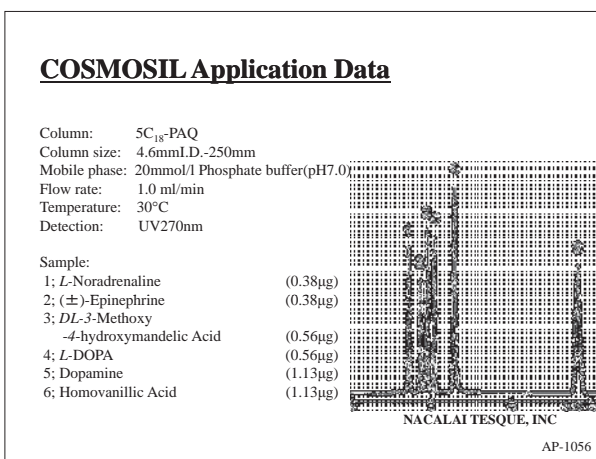 COSMOSIL Application Data
Column: 5C₁₈-PAQ
Column size: 4.6mmI.D.-250mm
Mobile phase: 20mmol/l Phosphate buffer(pH7.0)
Flow rate: 1.0 ml/min
Temperature: 30°C
Detection: UV270nm
Sample:
1; L-Noradrenaline (0.38μg)
2; (±)-Epinephrine (0.38μg)
3; DL-3-Methoxy
-4-hydroxymandelic Acid (0.56μg)
4; L-DOPA (0.56μg)
5; Dopamine (1.13μg)
6; Homovanillic Acid (1.13μg)
NACALAI TESQUE, INC
AP-1056